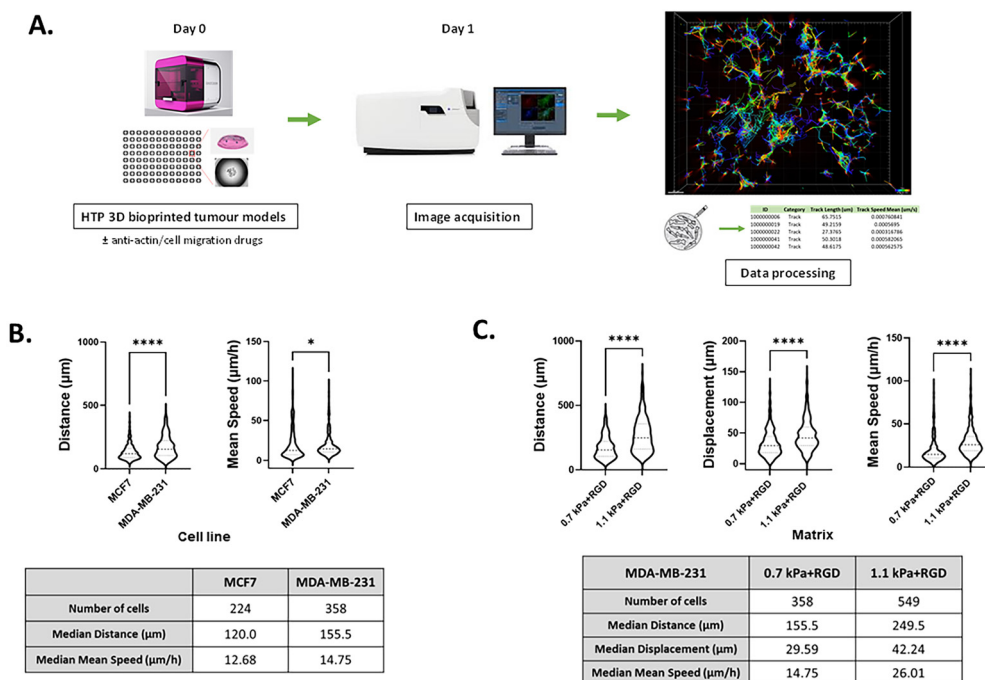 A.
Day 0
Day 1
HTP 3D bioprinted tumour models
± anti-actin/cell migration drugs
Image acquisition
ID Category Track Length (um) Track Speed Mean (um/s)
1000000006 Track 65.7515 0.000760841
1000000019 Track 49.2159 0.0005695
1000000022 Track 27.3765 0.000316786
1000000041 Track 50.3018 0.000582065
1000000042 Track 48.6175 0.000562575
Data processing
B.
Distance (µm)
1000
500
0
****
MCF7
MDA-MB-231
Mean Speed (µm/h)
150
100
50
0
*
MCF7
MDA-MB-231
Cell line
MCF7 MDA-MB-231
Number of cells 224 358
Median Distance (µm) 120.0 155.5
Median Mean Speed (µm/h) 12.68 14.75
C.
Distance (µm)
1000
500
0
****
0.7 kPa+RGD
1.1 kPa+RGD
Displacement (µm)
200
150
100
50
0
****
0.7 kPa+RGD
1.1 kPa+RGD
Mean Speed (µm/h)
150
100
50
0
****
0.7 kPa+RGD
1.1 kPa+RGD
Matrix
MDA-MB-231 0.7 kPa+RGD 1.1 kPa+RGD
Number of cells 358 549
Median Distance (µm) 155.5 249.5
Median Displacement (µm) 29.59 42.24
Median Mean Speed (µm/h) 14.75 26.01